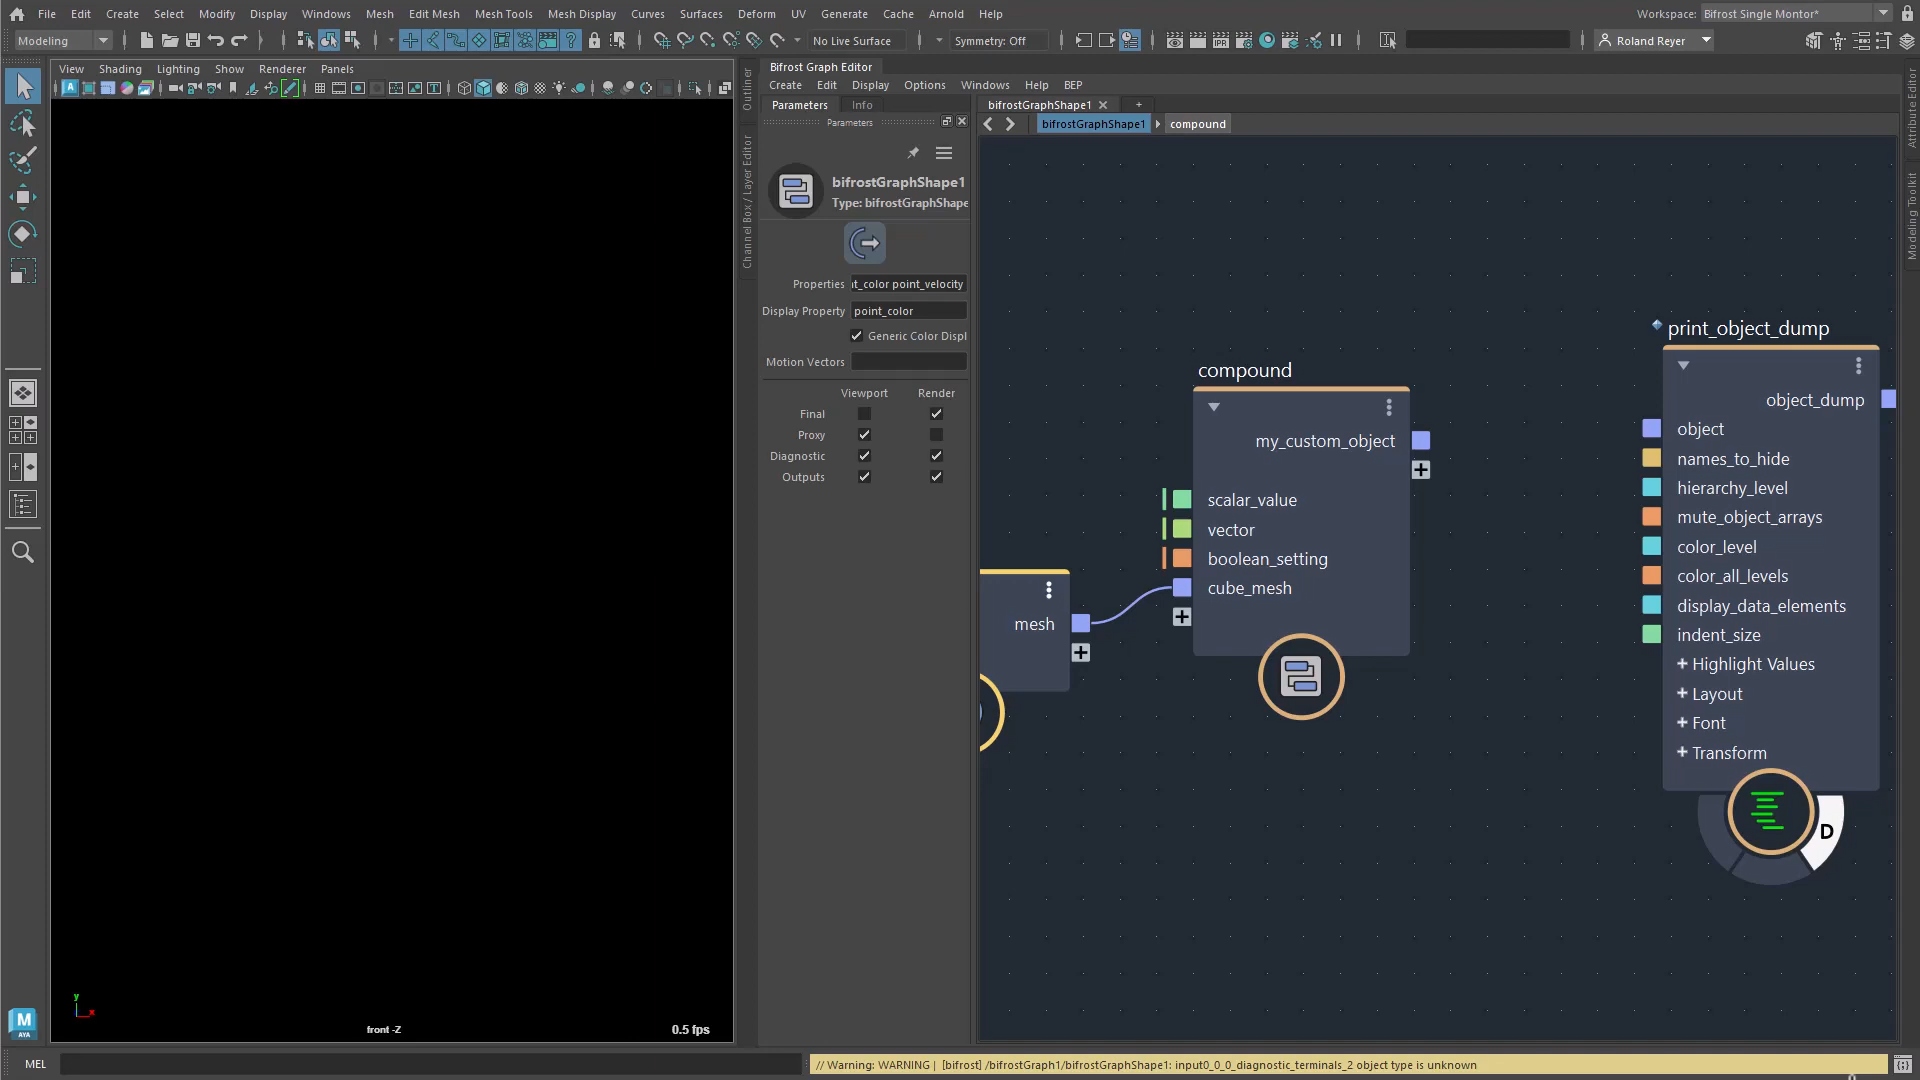 File Edit Create Select Modify Display Windows Mesh Edit Mesh Mesh Tools Mesh Display Curves Surfaces Deform UV Generate Cache Arnold Help
Workspace: Bifrost Single Montor*
Modeling
No Live Surface
Symmetry: Off
IPR
Roland Reyer
View Shading Lighting Show Renderer Panels
front -Z
0.5 fps
y
x
M
AYA
Outliner
Channel Box / Layer Editor
Bifrost Graph Editor
Create Edit Display Options Windows Help BEP
Parameters Info
Parameters
bifrostGraphShape1
Type: bifrostGraphShape
Properties
t_color point_velocity
Display Property
point_color
Generic Color Displ
Motion Vectors
Viewport Render
Final
Proxy
Diagnostic
Outputs
bifrostGraphShape1
bifrostGraphShape1 compound
mesh
compound
my_custom_object
scalar_value
vector
boolean_setting
cube_mesh
print_object_dump
object_dump
object
names_to_hide
hierarchy_level
mute_object_arrays
color_level
color_all_levels
display_data_elements
indent_size
+ Highlight Values
+ Layout
+ Font
+ Transform
D
Attribute Editor
Modeling Toolkit
MEL
// Warning: WARNING | [bifrost] /bifrostGraph1/bifrostGraphShape1: input0_0_0_diagnostic_terminals_2 object type is unknown